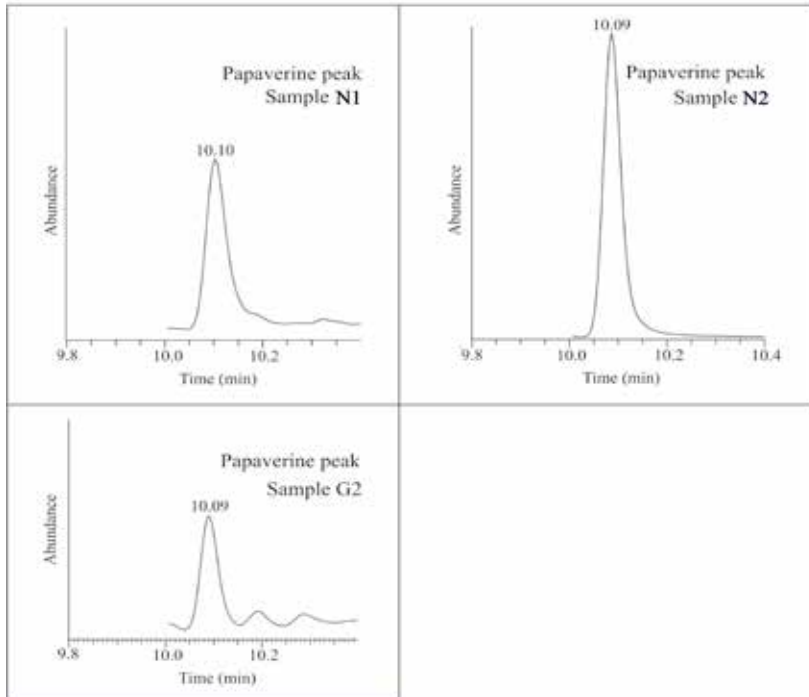 Papaverine peak
Sample N1
10.10
Abundance
9.8
10.0
10.2
Time (min)
10.09
Papaverine peak
Sample N2
Abundance
9.8
10.0
10.2
10.4
Time (min)
Papaverine peak
Sample G2
10.09
Abundance
9.8
10.0
10.2
Time (min)